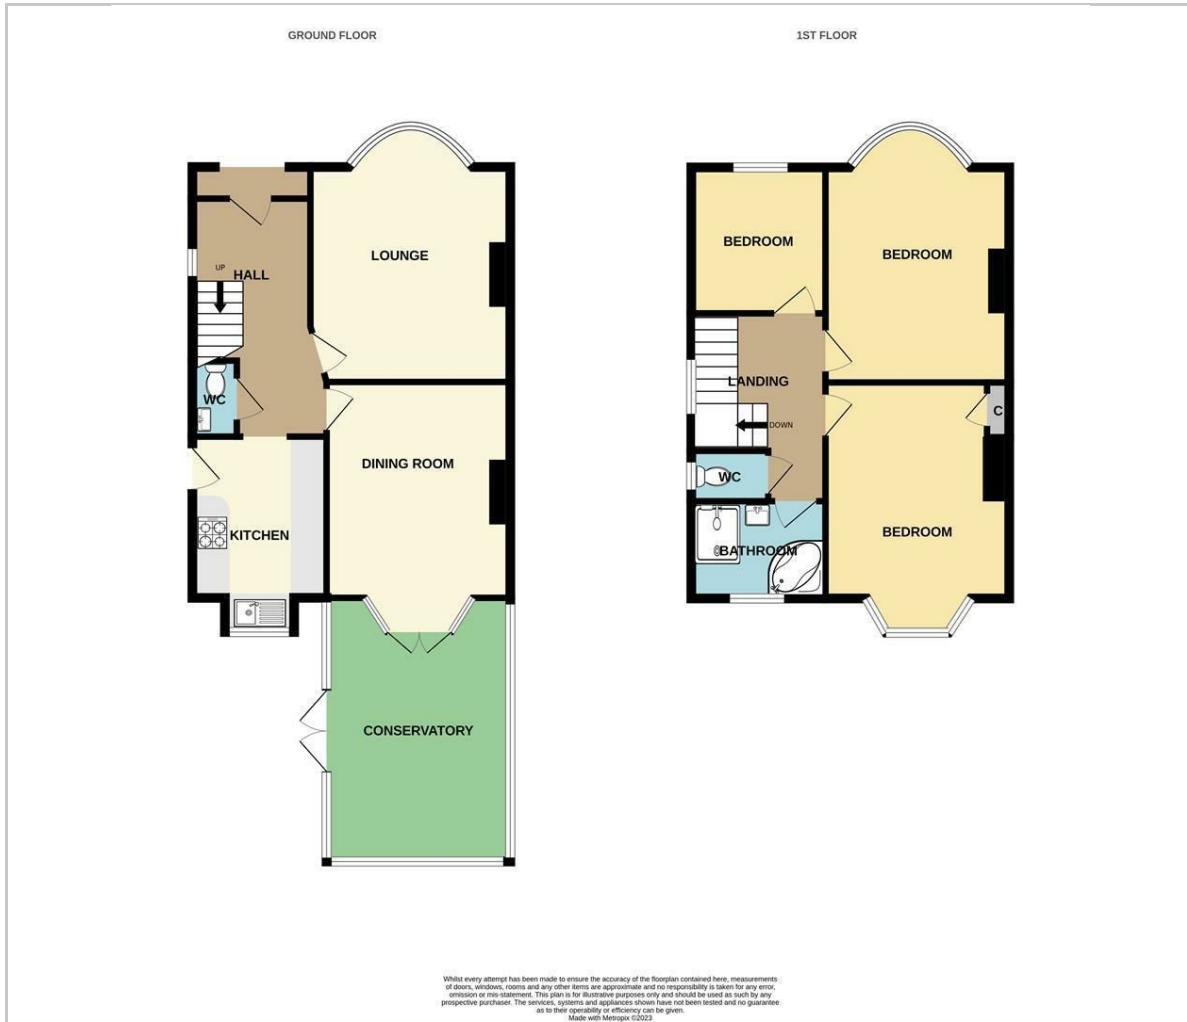 GROUND FLOOR
1ST FLOOR
LOUNGE
UP
HALL
WC
DINING ROOM
KITCHEN
CONSERVATORY
BEDROOM
BEDROOM
LANDING
DOWN
C
WC
BEDROOM
BATHROOM
Whilst every attempt has been made to ensure the accuracy of the floorplan contained here, measurements
of doors, windows, rooms and any other items are approximate and no responsibility is taken for any error,
omission or mis-statement. This plan is for illustrative purposes only and should be used as such by any
prospective purchaser. The services, systems and appliances shown have not been tested and no guarantee
as to their operability or efficiency can be given.
Made with Metropix ©2023